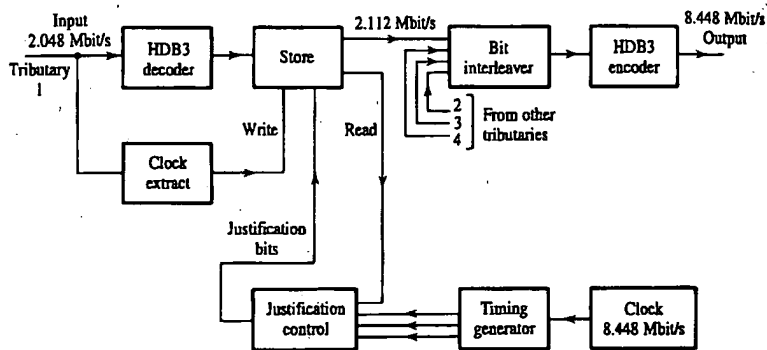 Input
2.048 Mbit/s
Tributary
1
HDB3
decoder
Store
2.112 Mbit/s
Bit
interleaver
HDB3
encoder
8.448 Mbit/s
Output
2
3
4
From other
tributaries
Write
Read
Clock
extract
Justification
bits
Justification
control
Timing
generator
Clock
8.448 Mbit/s